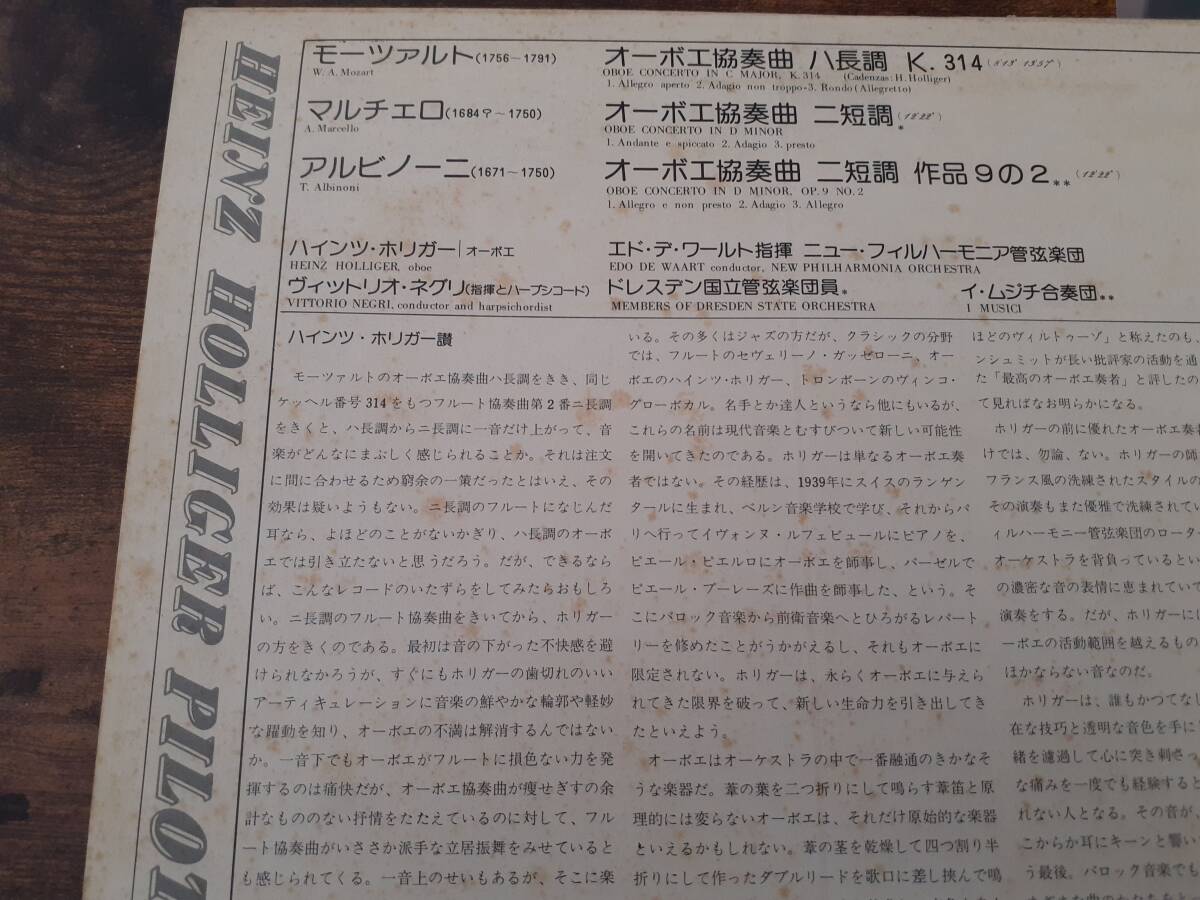 HEINZ HOLLIGER PILOT
モーツァルト(1756～1791)
W. A. Mozart
オーボエ協奏曲 ハ長調 K. 314
OBOE CONCERTO IN C MAJOR, K. 314 (Cadenzas: H. Holliger)
1. Allegro aperto 2. Adagio non troppo-3. Rondo (Allegretto)
マルチェロ(1684?～1750)
A. Marcello
オーボエ協奏曲 ニ短調*
OBOE CONCERTO IN D MINOR
1. Andante e spiccato 2. Adagio 3. presto
アルビノーニ(1671～1750)
T. Albinoni
オーボエ協奏曲 ニ短調 作品9の2**
OBOE CONCERTO IN D MINOR, OP. 9 NO. 2
1. Allegro e non presto 2. Adagio 3. Allegro
ハインツ・ホリガー|オーボエ
HEINZ HOLLIGER, oboe
エド・デ・ワールト指揮 ニュー・フィルハーモニア管弦楽団
EDO DE WAART conductor, NEW PHILHARMONIA ORCHESTRA
ヴィットリオ・ネグリ(指揮とハープシコード)
VITTORIO NEGRI, conductor and harpsichordist
ドレスデン国立管弦楽団員*
MEMBERS OF DRESDEN STATE ORCHESTRA
イ・ムジチ合奏団**
I MUSICI
ハインツ・ホリガー讃
モーツァルトのオーボエ協奏曲ハ長調をきき、同じ
ケッヘル番号314をもつフルート協奏曲第2番ニ長調
をきくと、ハ長調からニ長調に一音だけ上がって、音
楽がどんなにまぶしく感じられることか。それは注文
に間に合わせるため窮余の一策だったとはいえ、その
効果は疑いようもない。ニ長調のフルートになじんだ
耳なら、よほどのことがないかぎり、ハ長調のオーボ
エでは引き立たないと思うだろう。だが、できるなら
ば、こんなレコードのいたずらをしてみたらおもしろ
い。ニ長調のフルート協奏曲をきいてから、ホリガー
の方をきくのである。最初は音の下がった不快感を避
けられなかろうが、すぐにもホリガーの歯切れのいい
アーティキュレーションに音楽の鮮やかな輪郭や軽妙
な躍動を知り、オーボエの不満は解消するんではない
か。一音下でもオーボエがフルートに損色ない力を発
揮するのは痛快だが、オーボエ協奏曲が痩せぎすの余
計なもののない抒情をたたえているのに対して、フル
ート協奏曲がいささか派手な立居振舞をみせていると
も感じられてくる。一音上のせいもあるが、そこに楽
いる。その多くはジャズの方だが、クラシックの分野
では、フルートのセヴェリーノ・ガッゼローニ、オー
ボエのハインツ・ホリガー、トロンボーンのヴィンコ・
グローボカル。名手とか達人というなら他にもいるが、
これらの名前は現代音楽とむすびついて新しい可能性
を開いてきたのである。ホリガーは単なるオーボエ奏
者ではない。その経歴は、1939年にスイスのランゲン
タールに生まれ、ベルン音楽学校で学び、それからパ
リへ行ってイヴォンヌ・ルフェビュールにピアノを、
ピエール・ピエルロにオーボエを師事し、バーゼルで
ピエール・ブーレーズに作曲を師事した、という。そ
こにバロック音楽から前衛音楽へとひろがるレパート
リーを修めたことがうかがえるし、それもオーボエに
限定されない。ホリガーは、永らくオーボエに与えら
れてきた限界を破って、新しい生命力を引き出してき
たといえよう。
オーボエはオーケストラの中で一番融通のきかなそ
うな楽器だ。葦の葉を二つ折りにして鳴らす葦笛と原
理的には変らないオーボエは、それだけ原始的な楽器
といえるかもしれない。葦の茎を乾燥して四つ割り半
折りにして作ったダブルリードを歌口に差し挟んで鳴
ほどのヴィルトゥーゾ」と称えたのも、
ンシュミットが長い批評家の活動を通
た「最高のオーボエ奏者」と評したの
て見ればなお明らかになる。
ホリガーの前に優れたオーボエ奏者
けでは、勿論、ない。ホリガーの師
フランス風の洗練されたスタイルの
その演奏もまた優雅で洗練されてい
ィルハーモニー管弦楽団のローター
オーケストラを背負っているとい
の濃密な音の表情に恵まれていて
演奏をする。だが、ホリガーには
ーボエの活動範囲を越えるもの
ほかならない音なのだ。
ホリガーは、誰もかつてない
在な技巧と透明な音色を手に
緒を濾過して心に突き刺さっ
な痛みを一度でも経験すると
れない人となる。その音が、
こからか耳にキーンと響い
う最後。バロック音楽でも